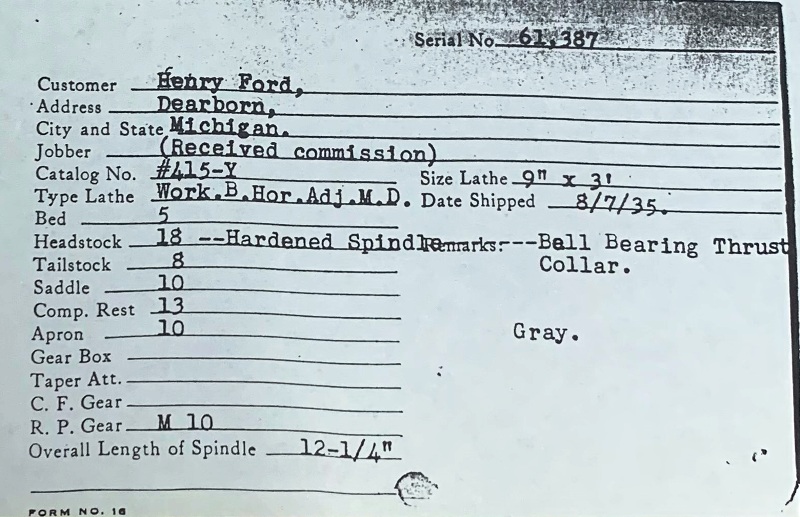 Serial No. 61,387
Customer Henry Ford,
Address Dearborn,
City and State Michigan.
Jobber (Received commission)
Catalog No. #415-Y
Size Lathe 9" x 3'
Type Lathe Work.B.Hor.Adj.M.D.
Date Shipped 8/7/35.
Bed 5
Headstock 18 --Hardened Spindle
Remarks: ---Ball Bearing Thrust
Collar.
Tailstock 8
Saddle 10
Comp. Rest 13
Apron 10
Gray.
Gear Box
Taper Att.
C. F. Gear
R. P. Gear M 10
Overall Length of Spindle 12-1/4"
FORM NO. 16